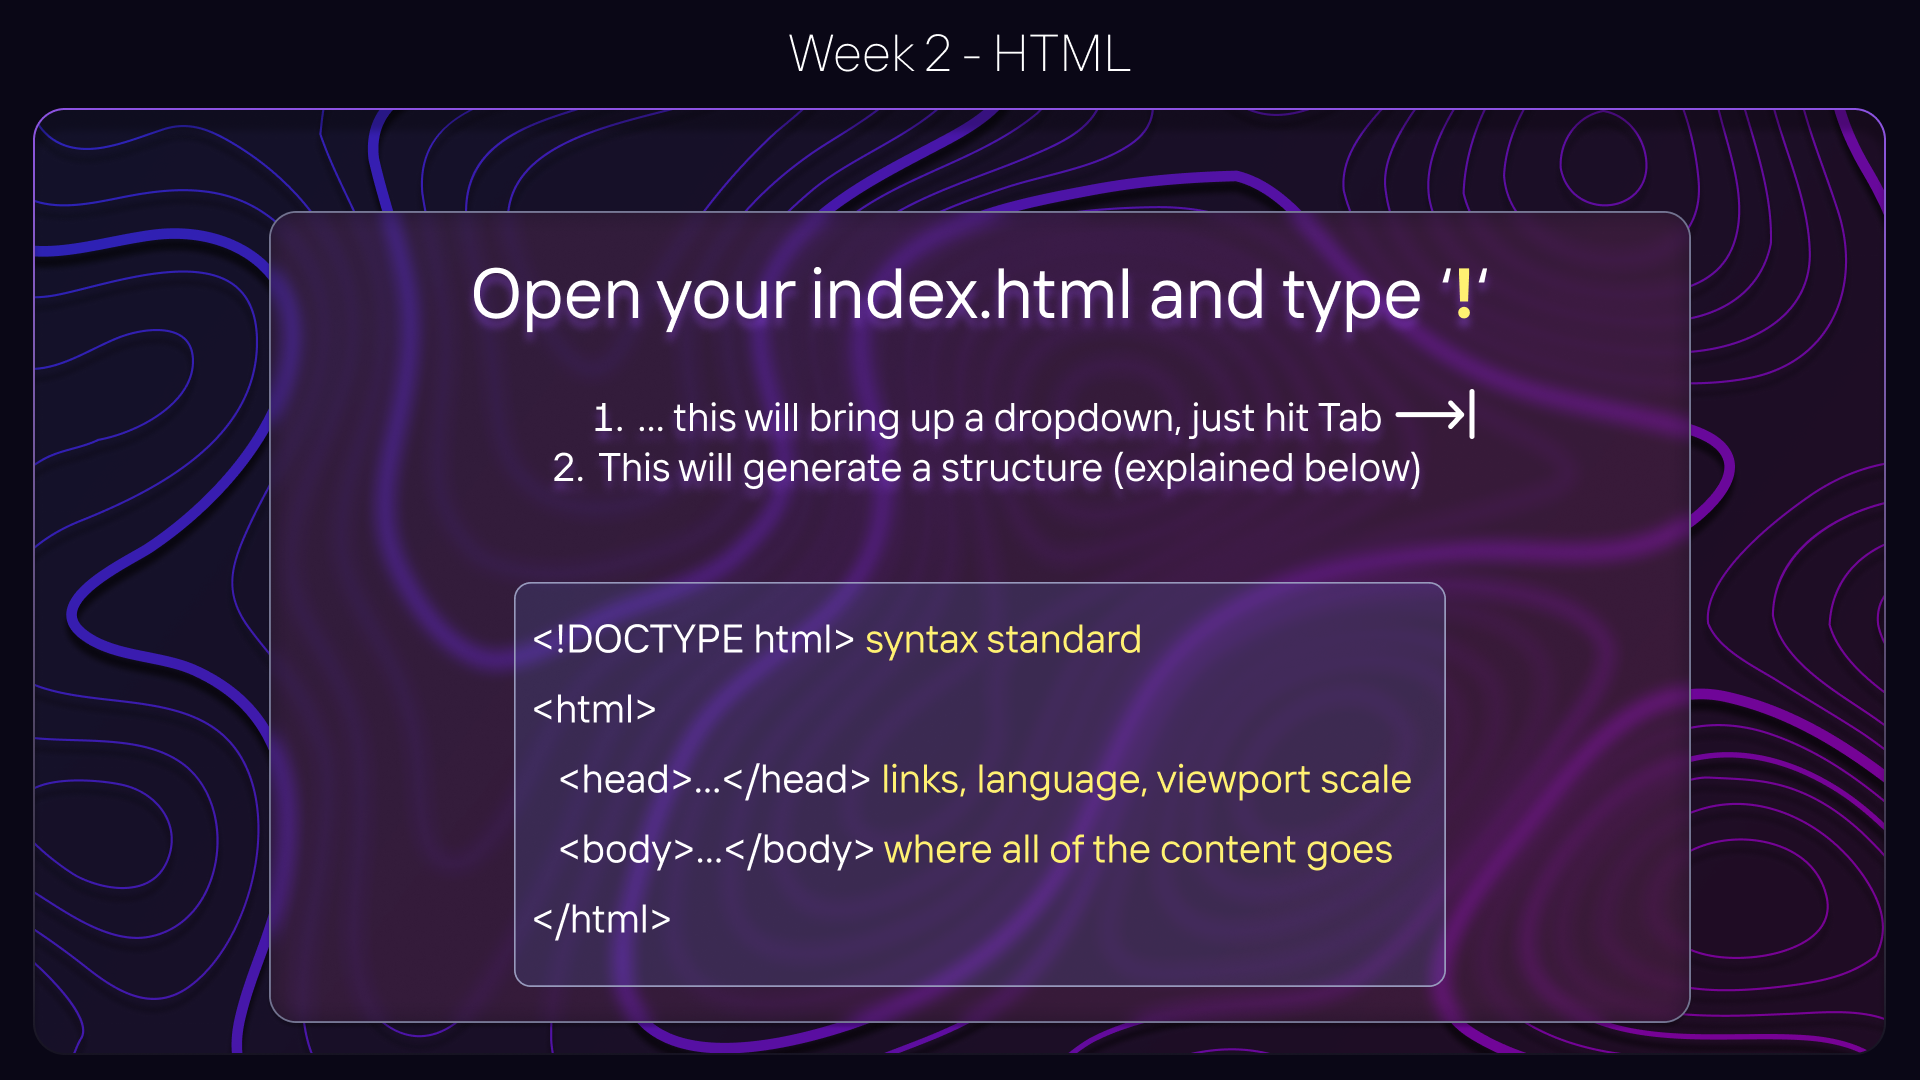 Week 2 - HTML
Open your index.html and type ‘!‘
1. ... this will bring up a dropdown, just hit Tab
2. This will generate a structure (explained below)
<!DOCTYPE html> syntax standard
<html>
<head>...</head> links, language, viewport scale
<body>...</body> where all of the content goes
</html>